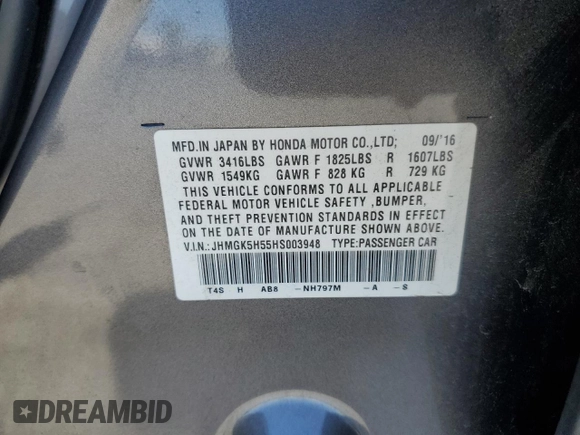 MFD.IN JAPAN BY HONDA MOTOR CO.,LTD; 09/'16
GVWR 3416LBS GAWR F 1825LBS R 1607LBS
GVWR 1549KG GAWR F 828 KG R 729 KG
THIS VEHICLE CONFORMS TO ALL APPLICABLE
FEDERAL MOTOR VEHICLE SAFETY ,BUMPER,
AND THEFT PREVENTION STANDARDS IN EFFECT
ON THE DATE OF MANUFACTURE SHOWN ABOVE.
V.I.N.: JHMGK5H55HS003948 TYPE:PASSENGER CAR
T4S H AB8 -NH797M -A -S
DREAMBID